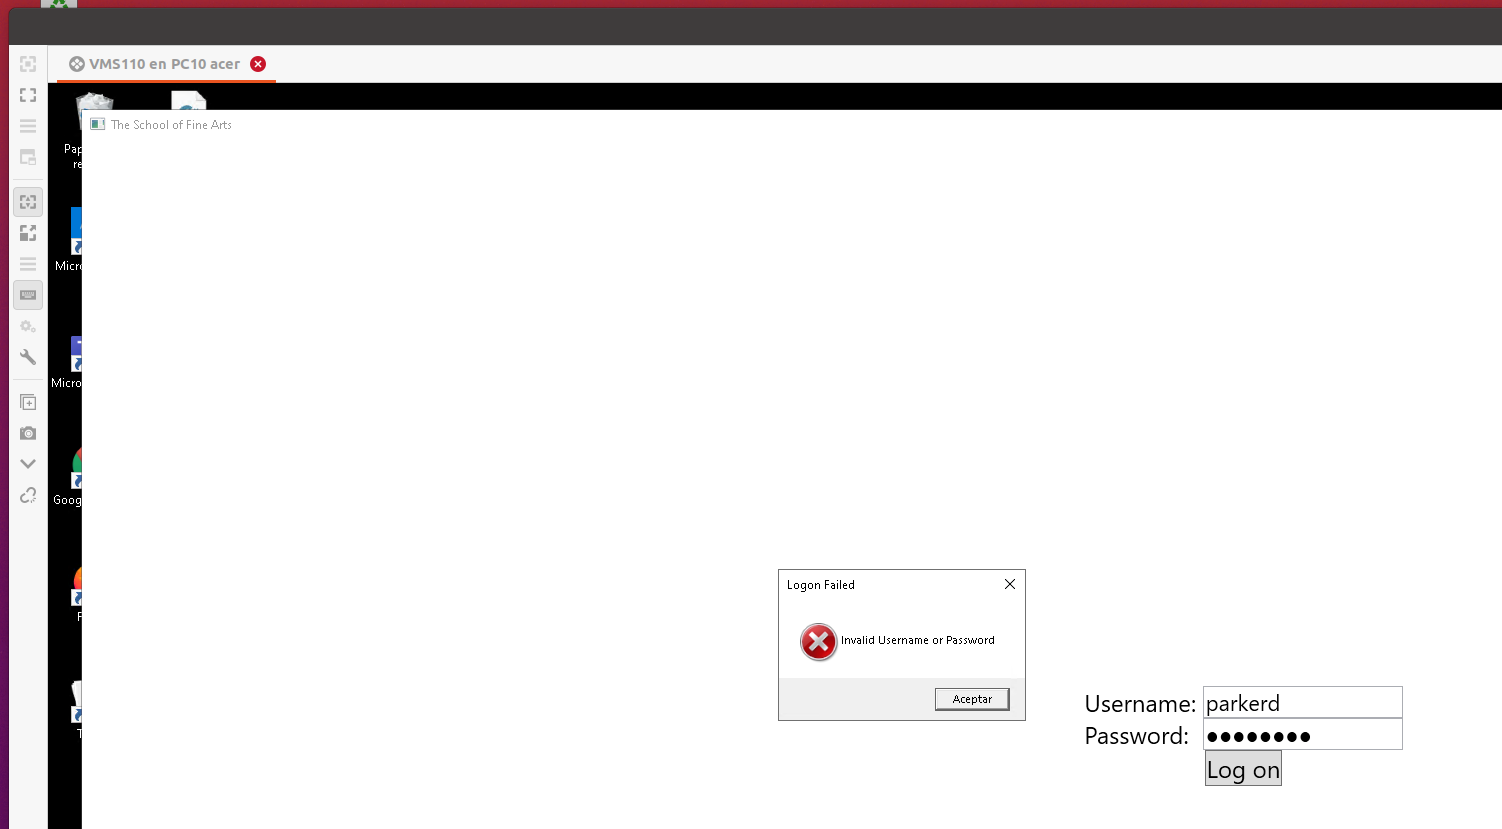 VMS110 en PC10 acer
The School of Fine Arts
Pap
re
Micro
Micro
Goog
F
T
Logon Failed
Invalid Username or Password
Aceptar
Username: parkerd
Password: ●●●●●●●●
Log on